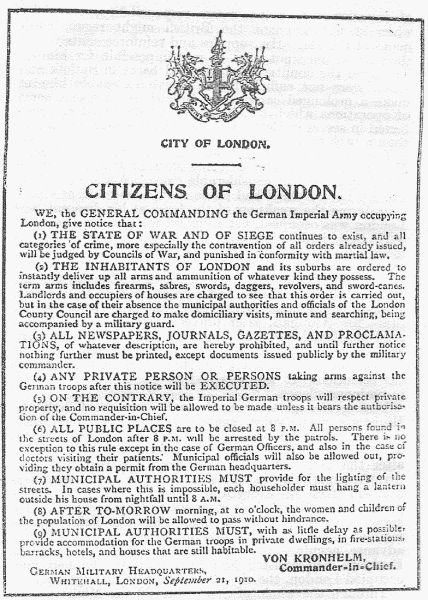 CITY OF LONDON.
CITIZENS OF LONDON.
WE, the GENERAL COMMANDING the German Imperial Army occupying
London, give notice that :
(1) THE STATE OF WAR AND OF SIEGE continues to exist, and all
categories of crime, more especially the contravention of all orders already issued,
will be judged by Councils of War, and punished in conformity with martial law.
(2) THE INHABITANTS OF LONDON and its suburbs are ordered to
instantly deliver up all arms and ammunition of whatever kind they possess. The
term arms includes firearms, sabres, swords, daggers, revolvers, and sword-canes.
Landlords and occupiers of houses are charged to see that this order is carried out,
but in the case of their absence the municipal authorities and officials of the London
County Council are charged to make domiciliary visits, minute and searching, being
accompanied by a military guard.
(3) ALL NEWSPAPERS, JOURNALS, GAZETTES, AND PROCLAMA-
TIONS, of whatever description, are hereby prohibited, and until further notice
nothing further must be printed, except documents issued publicly by the military
commander.
(4) ANY PRIVATE PERSON OR PERSONS taking arms against the
German troops after this notice will be EXECUTED.
(5) ON THE CONTRARY, the Imperial German troops will respect private
property, and no requisition will be allowed to be made unless it bears the authorisa-
tion of the Commander-in-Chief.
(6) ALL PUBLIC PLACES are to be closed at 8 P.M. All persons found in
the streets of London after 8 P.M. will be arrested by the patrols. There is no
exception to this rule except in the case of German Officers, and also in the case of
doctors visiting their patients. Municipal officials will also be allowed out, pro-
viding they obtain a permit from the German headquarters.
(7) MUNICIPAL AUTHORITIES MUST provide for the lighting of the
streets. In cases where this is impossible, each householder must hang a lantern
outside his house from nightfall until 8 A.M.
(8) AFTER TO-MORROW morning, at 10 o'clock, the women and children of
the population of London will be allowed to pass without hindrance.
(9) MUNICIPAL AUTHORITIES MUST, with as little delay as possible,
provide accommodation for German troops in private dwellings, in fire-stations,
barracks, hotels, and houses that are still habitable.
VON KRONHELM,
Commander-in-Chief.
GERMAN MILITARY HEADQUARTERS,
WHITEHALL, LONDON, September 21, 1910.